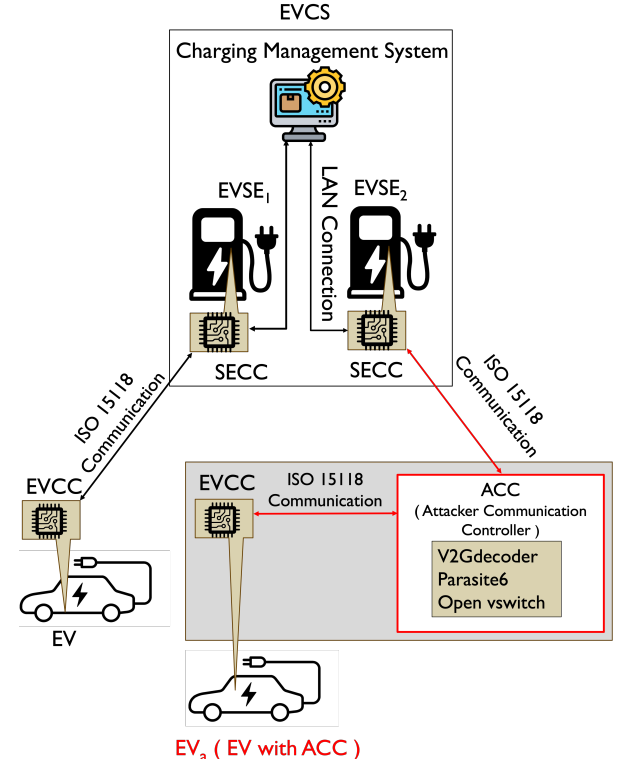 EVCS
Charging Management System
EVSE1
EVSE2
LAN Connection
SECC
SECC
ISO 15118
Communication
ISO 15118
Communication
EVCC
EV
EVCC
ISO 15118
Communication
ACC
( Attacker Communication
Controller )
V2Gdecoder
Parasite6
Open vswitch
EVa ( EV with ACC )